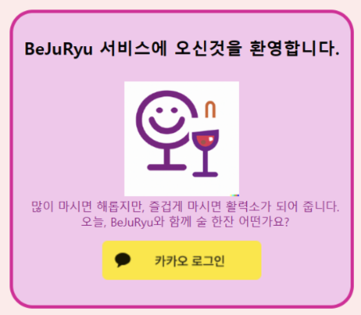 BeJuRyu 서비스에 오신것을 환영합니다.
많이 마시면 해롭지만, 즐겁게 마시면 활력소가 되어 줍니다.
오늘, BeJuRyu와 함께 술 한잔 어떤가요?
카카오 로그인